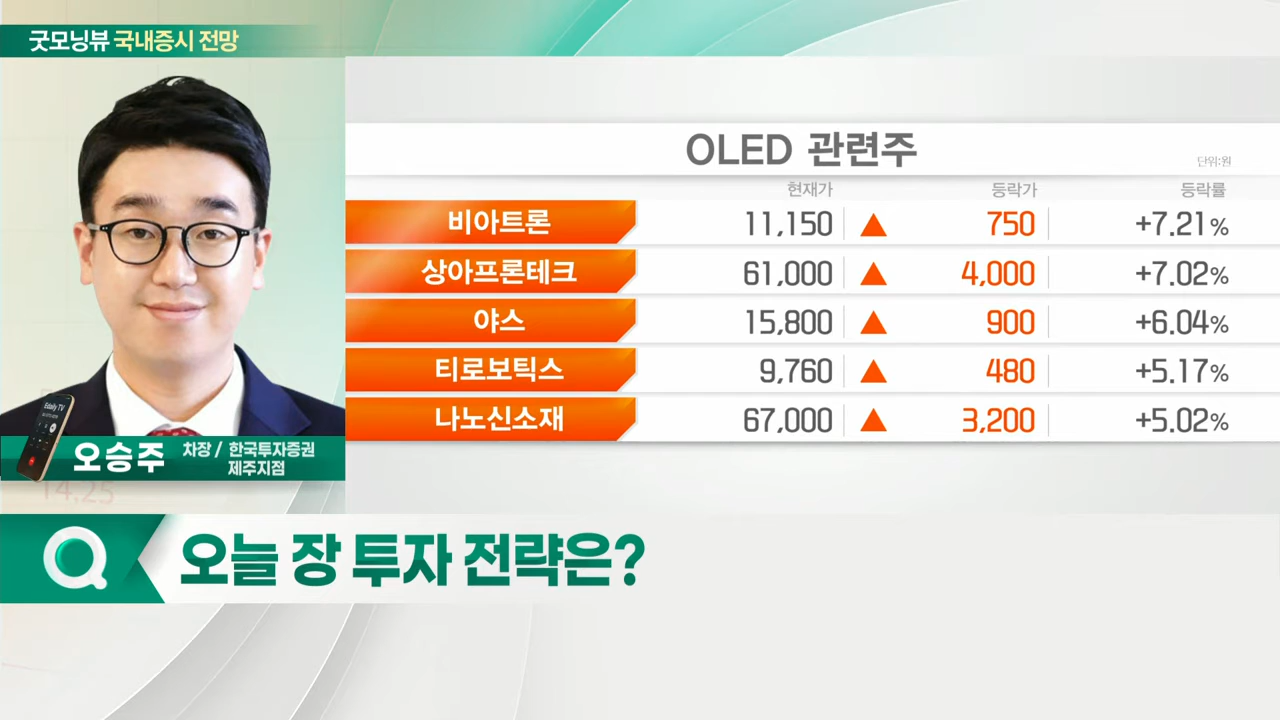 굿모닝뷰 국내증시 전망
OLED 관련주
단위:원
현재가 등락가 등락률
비아트론 11,150 ▲ 750 +7.21%
상아프론테크 61,000 ▲ 4,000 +7.02%
야스 15,800 ▲ 900 +6.04%
티로보틱스 9,760 ▲ 480 +5.17%
나노신소재 67,000 ▲ 3,200 +5.02%
Edaily TV
오승주 차장 / 한국투자증권
제주지점
14.25
Q 오늘 장 투자 전략은?